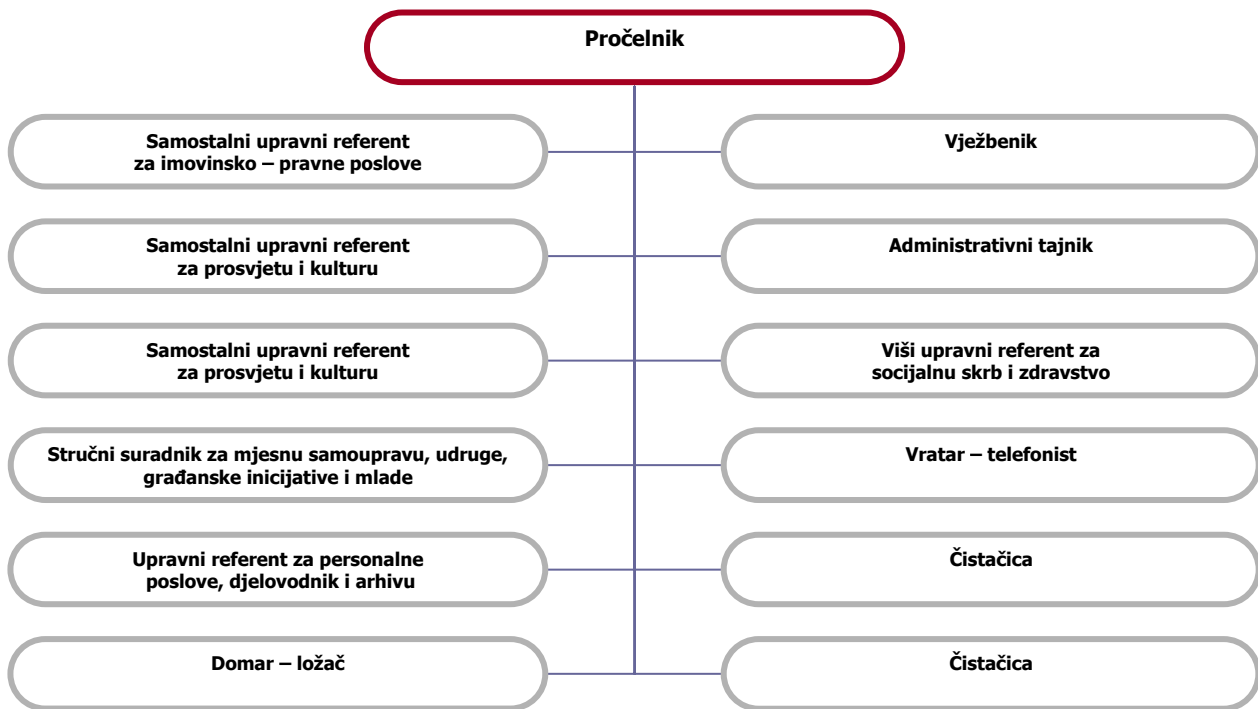 Pročelnik
Samostalni upravni referent
za imovinsko – pravne poslove
Vježbenik
Samostalni upravni referent
za prosvjetu i kulturu
Administrativni tajnik
Samostalni upravni referent
za prosvjetu i kulturu
Viši upravni referent za
socijalnu skrb i zdravstvo
Stručni suradnik za mjesnu samoupravu, udruge,
građanske inicijative i mlade
Vratar – telefonist
Upravni referent za personalne
poslove, djelovodnik i arhivu
Čistačica
Domar – ložač
Čistačica